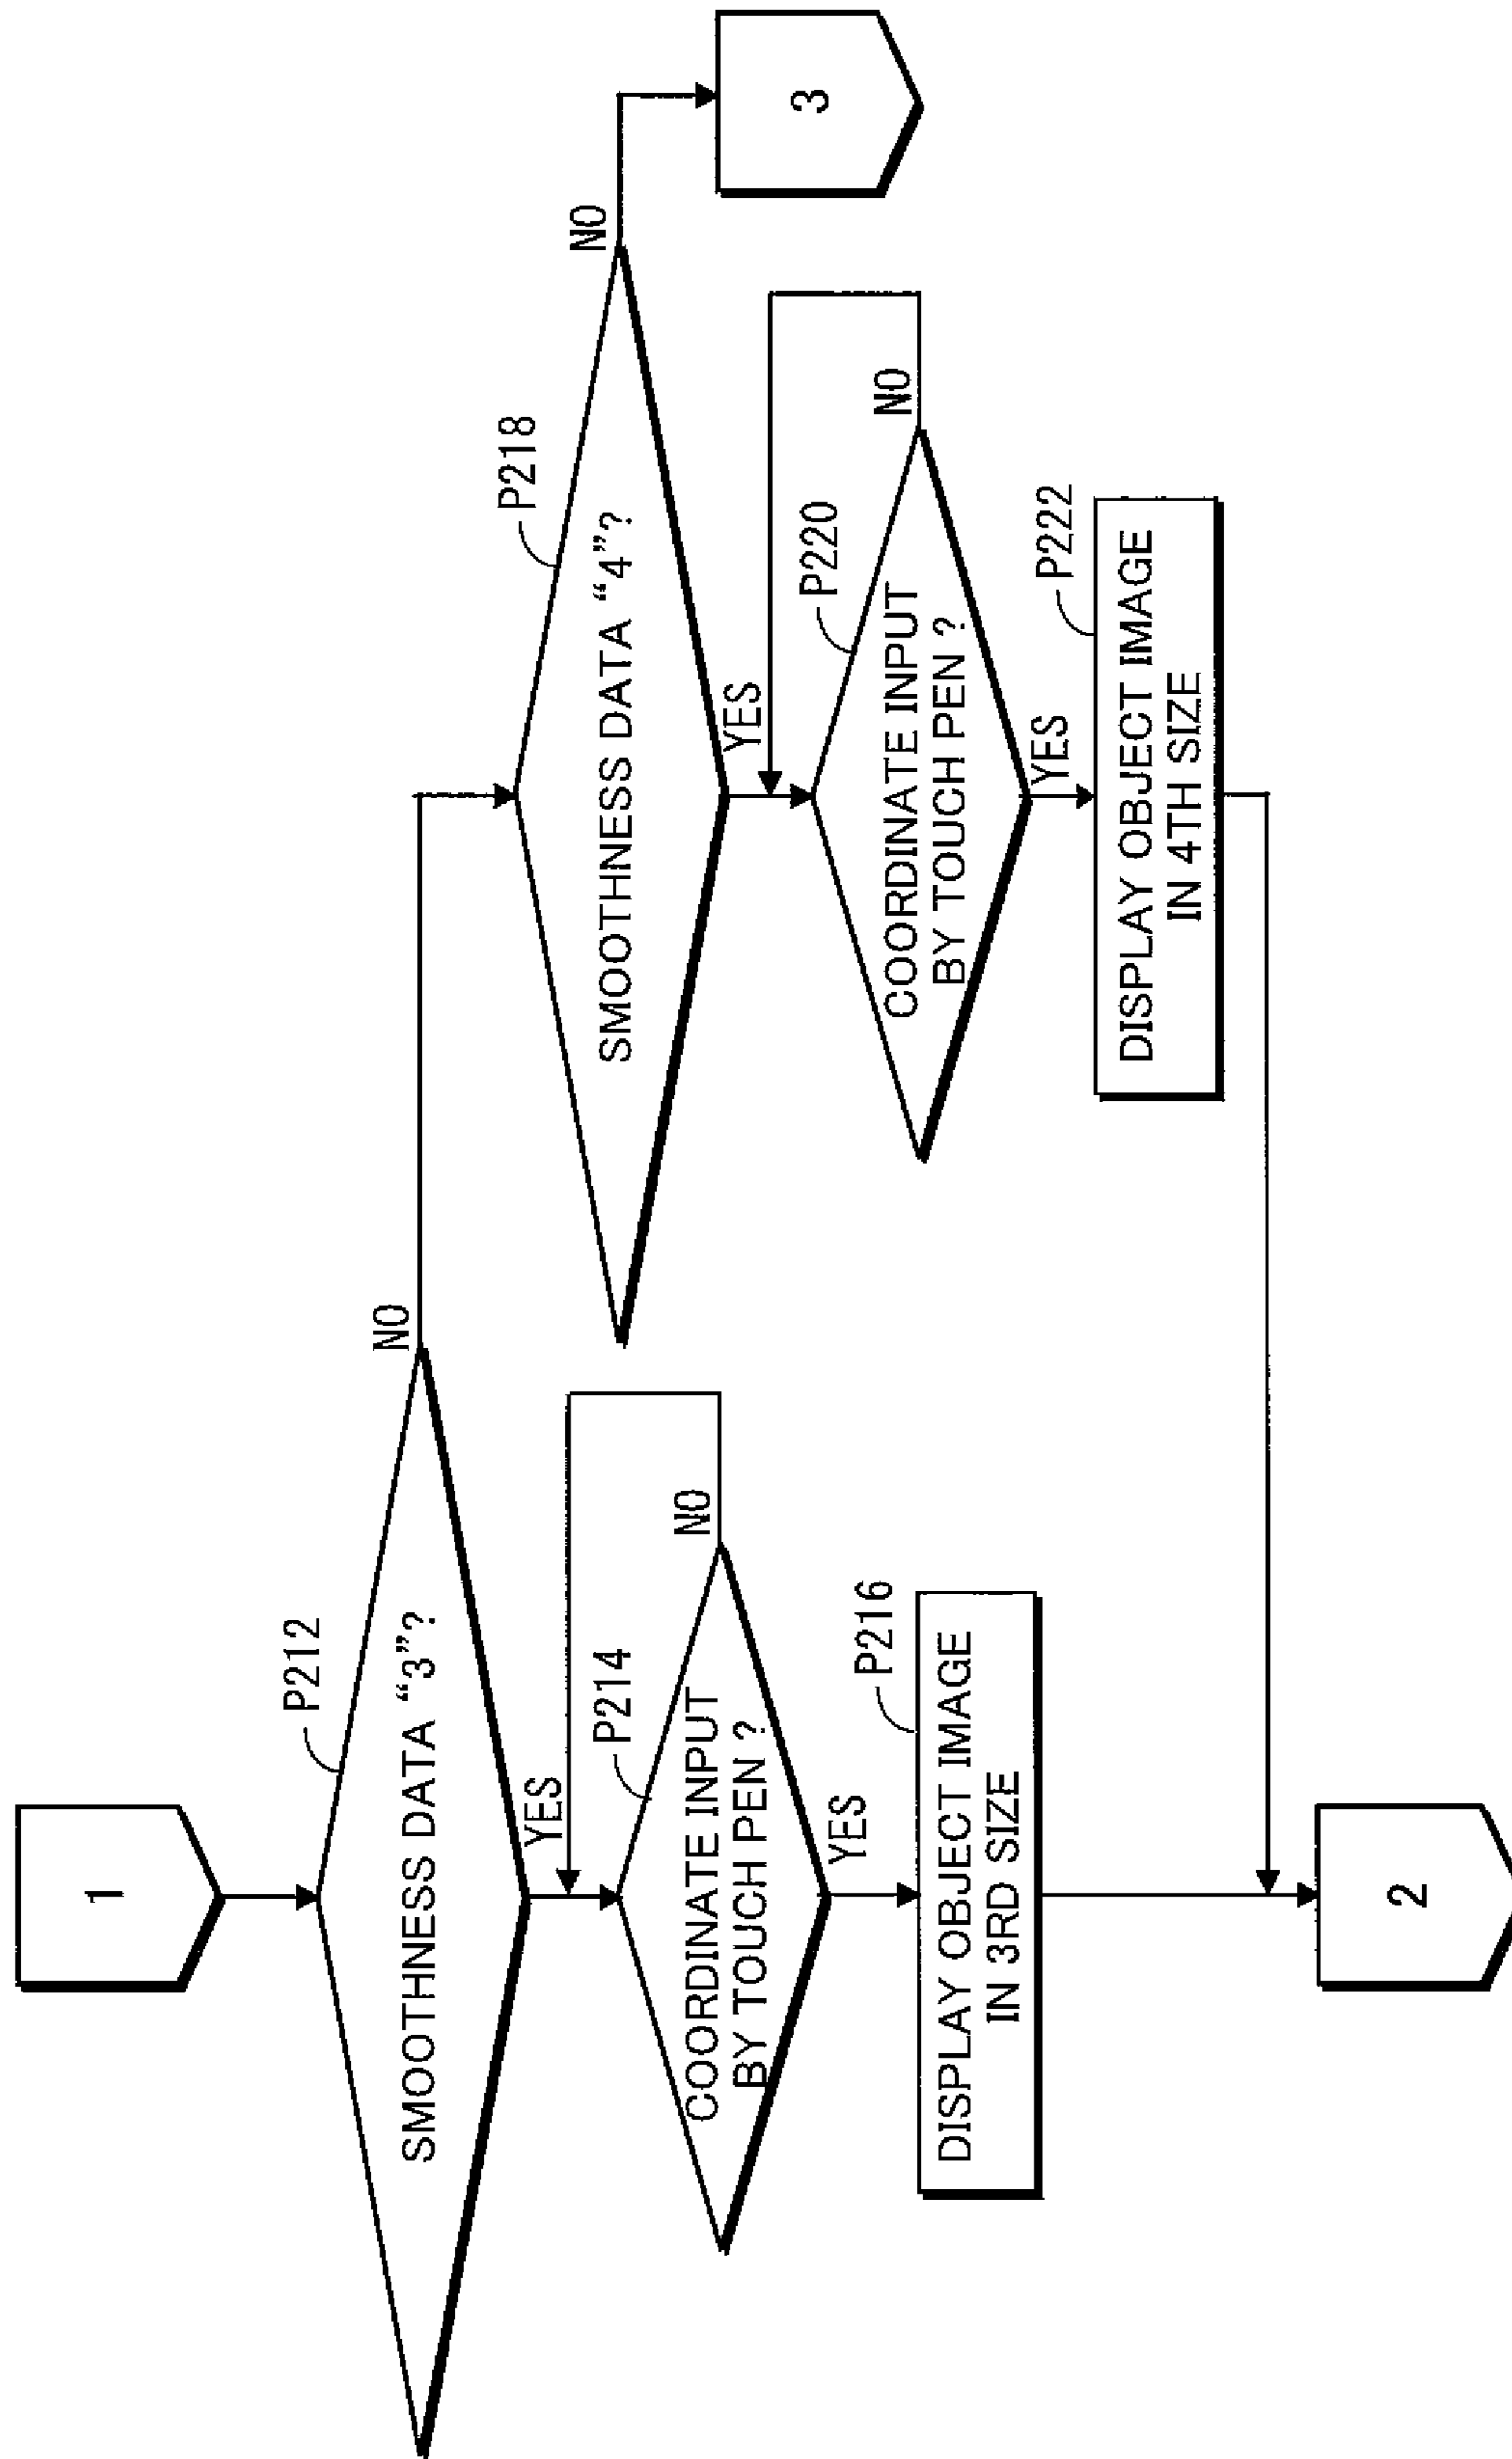 1
P212
SMOOTHNESS DATA “3”?
NO
YES
P214
COORDINATE INPUT
BY TOUCH PEN ?
NO
YES
P216
DISPLAY OBJECT IMAGE
IN 3RD SIZE
2
P218
SMOOTHNESS DATA “4”?
NO
3
YES
P220
COORDINATE INPUT
BY TOUCH PEN ?
NO
YES
P222
DISPLAY OBJECT IMAGE
IN 4TH SIZE